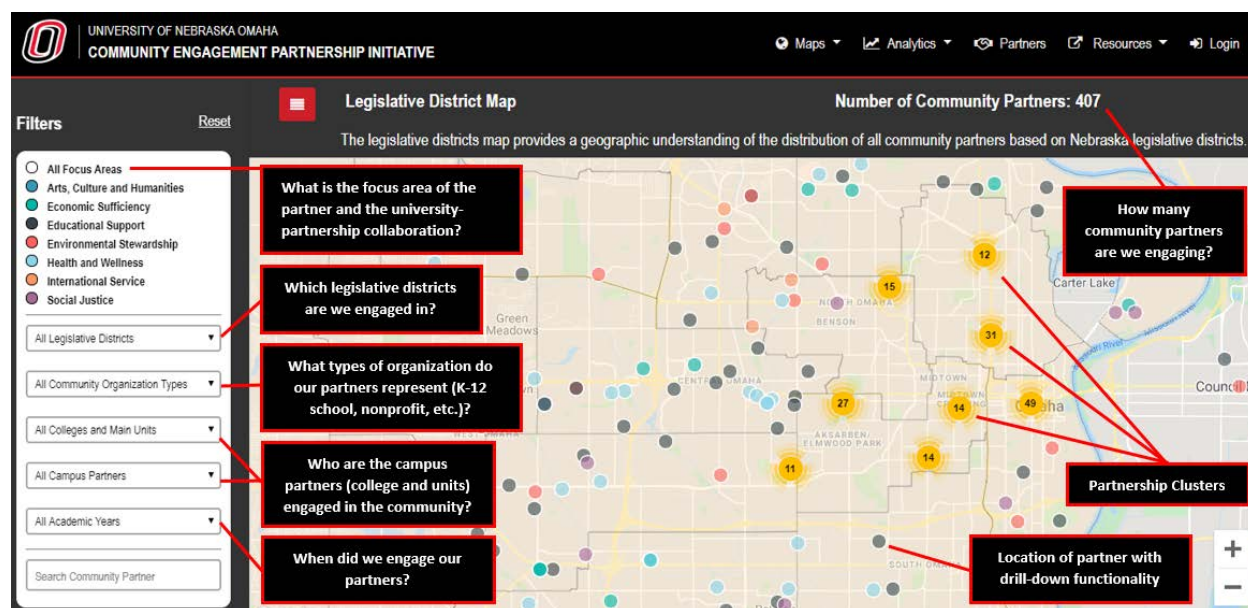 UNIVERSITY OF NEBRASKA OMAHA
COMMUNITY ENGAGEMENT PARTNERSHIP INITIATIVE
Maps
Analytics
Partners
Resources
Login
Filters
Reset
Legislative District Map
Number of Community Partners: 407
The legislative districts map provides a geographic understanding of the distribution of all community partners based on Nebraska legislative districts.
All Focus Areas
Arts, Culture and Humanities
Economic Sufficiency
Educational Support
Environmental Stewardship
Health and Wellness
International Service
Social Justice
All Legislative Districts
All Community Organization Types
All Colleges and Main Units
All Campus Partners
All Academic Years
Search Community Partner
What is the focus area of the
partner and the university-
partnership collaboration?
Which legislative districts
are we engaged in?
What types of organization do
our partners represent (K-12
school, nonprofit, etc.)?
Who are the campus
partners (college and units)
engaged in the community?
When did we engage our
partners?
How many
community partners
are we engaging?
Partnership Clusters
Location of partner with
drill-down functionality
12
15
31
27
14
49
14
11
Carter Lake
NORTH OMAHA
BENSON
Green
Meadows
CENTRAL OMAHA
MIDTOWN
AKSARBEN-
ELMWOOD PARK
WEST OMAHA
SOUTH OMAHA
Missouri River
Council
+
−